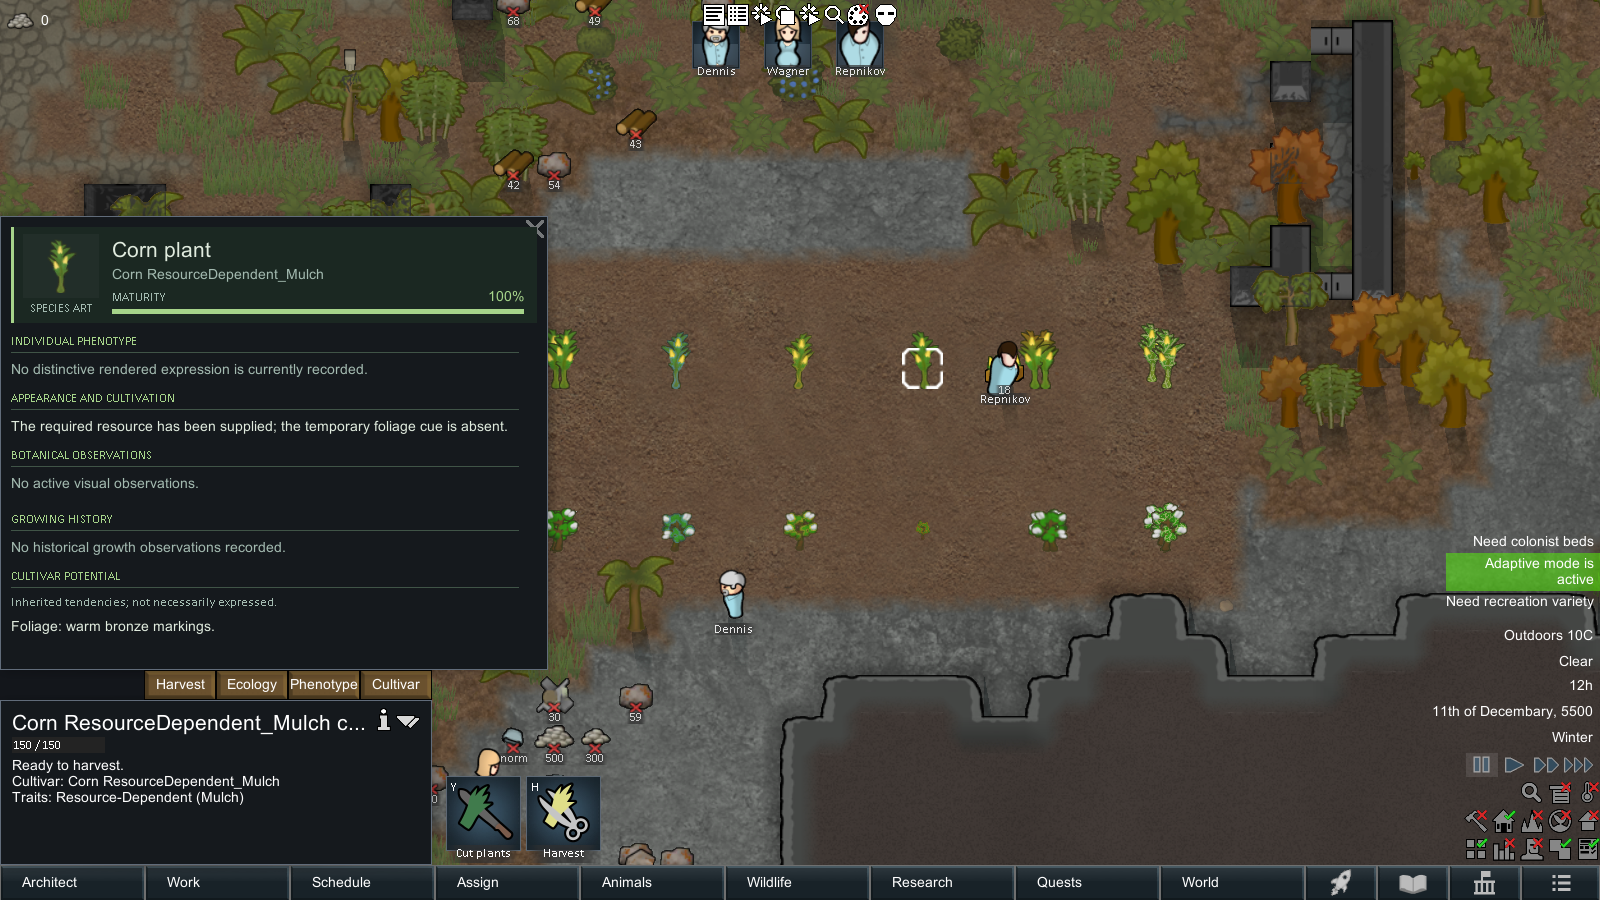 0
68
49
Dennis
Wagner
Repnikov
43
42
54
Corn plant
Corn ResourceDependent_Mulch
SPECIES ART
MATURITY
100%
INDIVIDUAL PHENOTYPE
No distinctive rendered expression is currently recorded.
APPEARANCE AND CULTIVATION
The required resource has been supplied; the temporary foliage cue is absent.
BOTANICAL OBSERVATIONS
No active visual observations.
GROWING HISTORY
No historical growth observations recorded.
CULTIVAR POTENTIAL
Inherited tendencies; not necessarily expressed.
Foliage: warm bronze markings.
18
Repnikov
Dennis
Need colonist beds
Adaptive mode is
active
Need recreation variety
Outdoors 10C
Clear
12h
11th of Decembary, 5500
Winter
Harvest
Ecology
Phenotype
Cultivar
Corn ResourceDependent_Mulch c...
150 / 150
Ready to harvest.
Cultivar: Corn ResourceDependent_Mulch
Traits: Resource-Dependent (Mulch)
30
59
norm
500
300
0
Y
Cut plants
H
Harvest
Architect
Work
Schedule
Assign
Animals
Wildlife
Research
Quests
World